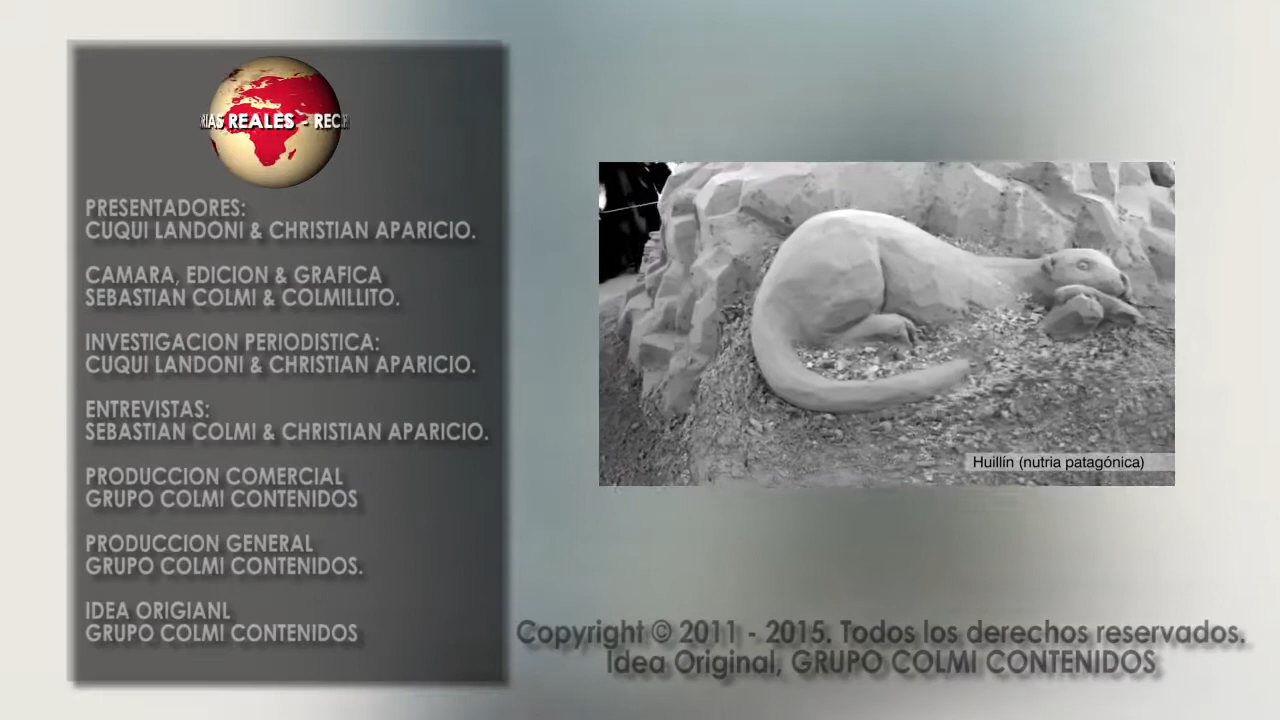 REALES - REC
PRESENTADORES:
CUQUI LANDONI & CHRISTIAN APARICIO.
CAMARA, EDICION & GRAFICA
SEBASTIAN COLMI & COLMILLITO.
INVESTIGACION PERIODISTICA:
CUQUI LANDONI & CHRISTIAN APARICIO.
ENTREVISTAS:
SEBASTIAN COLMI & CHRISTIAN APARICIO.
PRODUCCION COMERCIAL
GRUPO COLMI CONTENIDOS
PRODUCCION GENERAL
GRUPO COLMI CONTENIDOS.
IDEA ORIGIANL
GRUPO COLMI CONTENIDOS
Huillín (nutria patagónica)
Copyright © 2011 - 2015. Todos los derechos reservados.
Idea Original, GRUPO COLMI CONTENIDOS